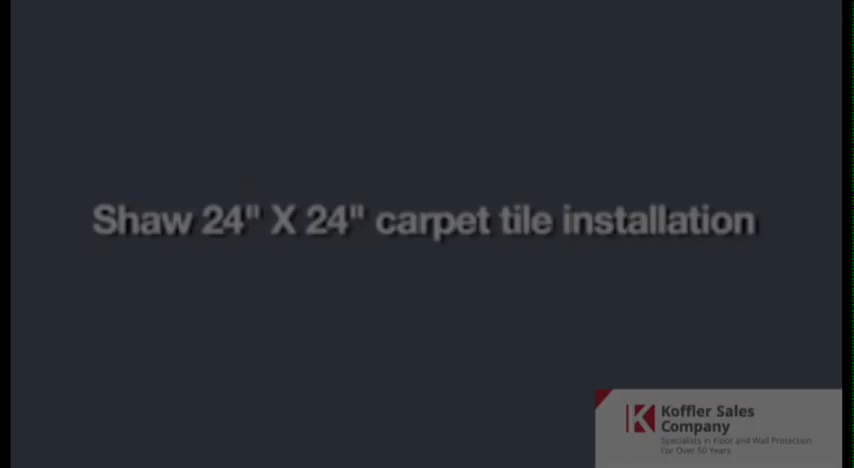 Shaw 24" X 24" carpet tile installation
Koffler Sales
Company
Specialists in Floor and Wall Protection
For Over 50 Years